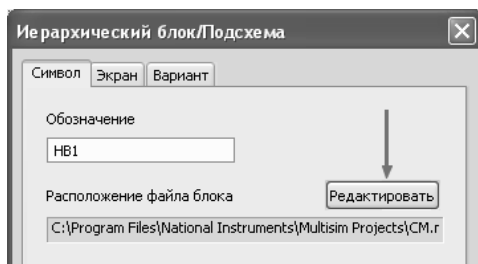 Иерархический блок/Подсхема
Символ Экран Вариант
Обозначение
HB1
Расположение файла блока Редактировать
C:\Program Files\National Instruments\Multisim Projects\CM.r